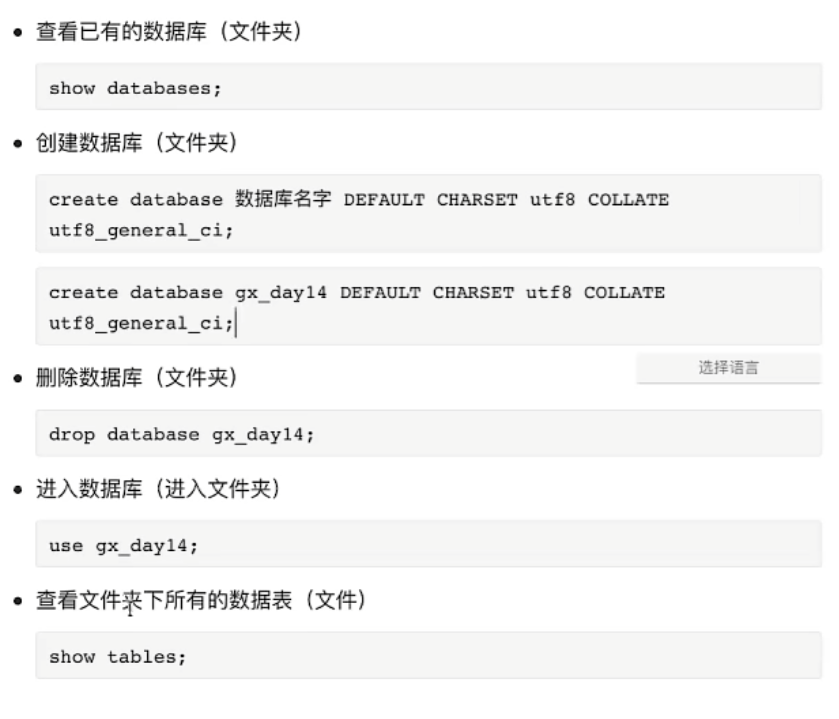 查看已有的数据库（文件夹）
show databases;
创建数据库（文件夹）
create database 数据库名字 DEFAULT CHARSET utf8 COLLATE
utf8_general_ci;
create database gx_day14 DEFAULT CHARSET utf8 COLLATE
utf8_general_ci;
选择语言
删除数据库（文件夹）
drop database gx_day14;
进入数据库（进入文件夹）
use gx_day14;
查看文件夹下所有的数据表（文件）
show tables;